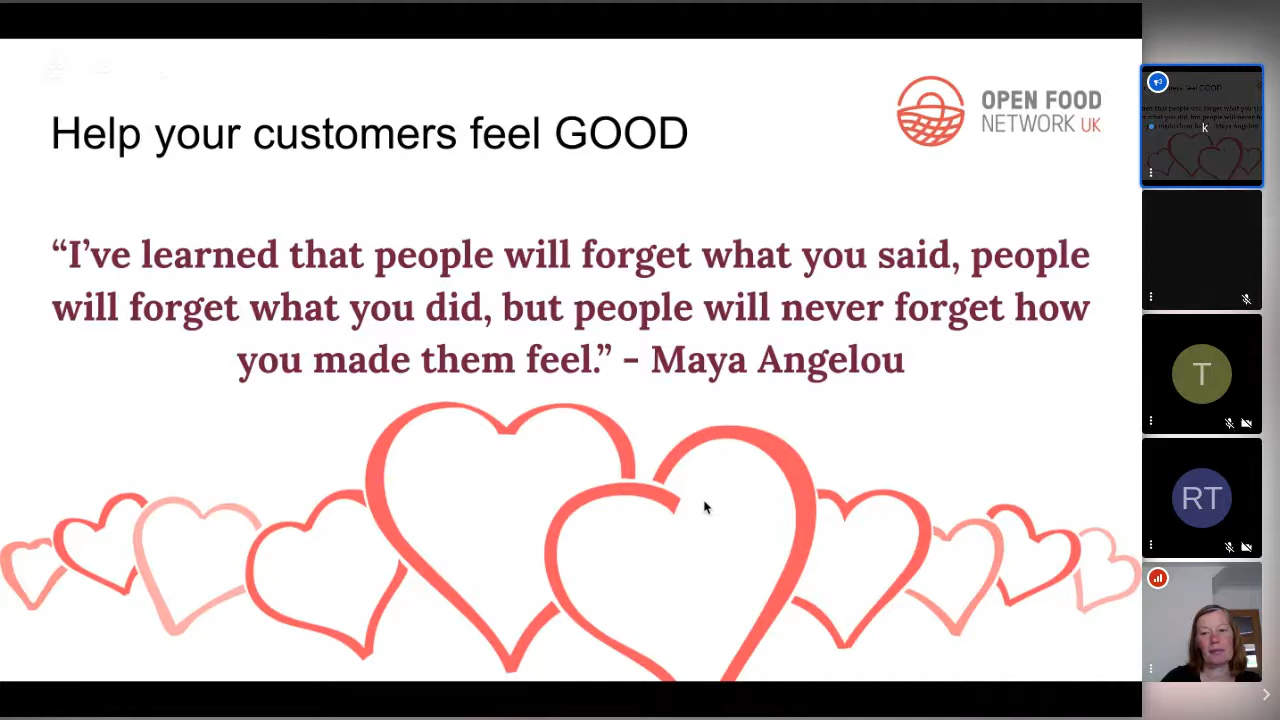 Help your customers feel GOOD
OPEN FOOD
NETWORK UK
“I’ve learned that people will forget what you said, people
will forget what you did, but people will never forget how
you made them feel.” - Maya Angelou
k
T
RT